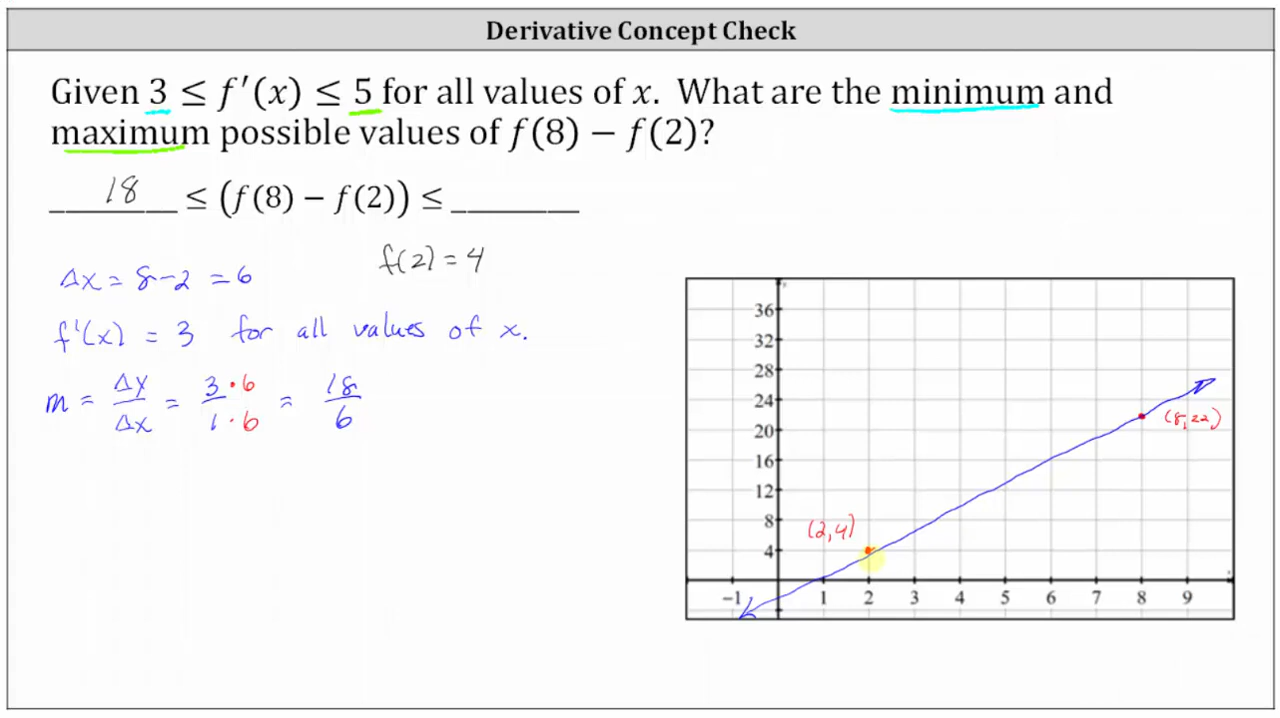 Derivative Concept Check
Given 3 ≤ f′(x) ≤ 5 for all values of x. What are the minimum and
maximum possible values of f(8) − f(2)?
18 ≤ (f(8) − f(2)) ≤ ________
f(2) = 4
Δx = 8-2 = 6
f'(x) = 3 for all values of x.
m = Δy/Δx = 3·6/1·6 = 18/6
36
32
28
24
20
16
12
8
4
(8,22)
(2,4)
−1 1 2 3 4 5 6 7 8 9